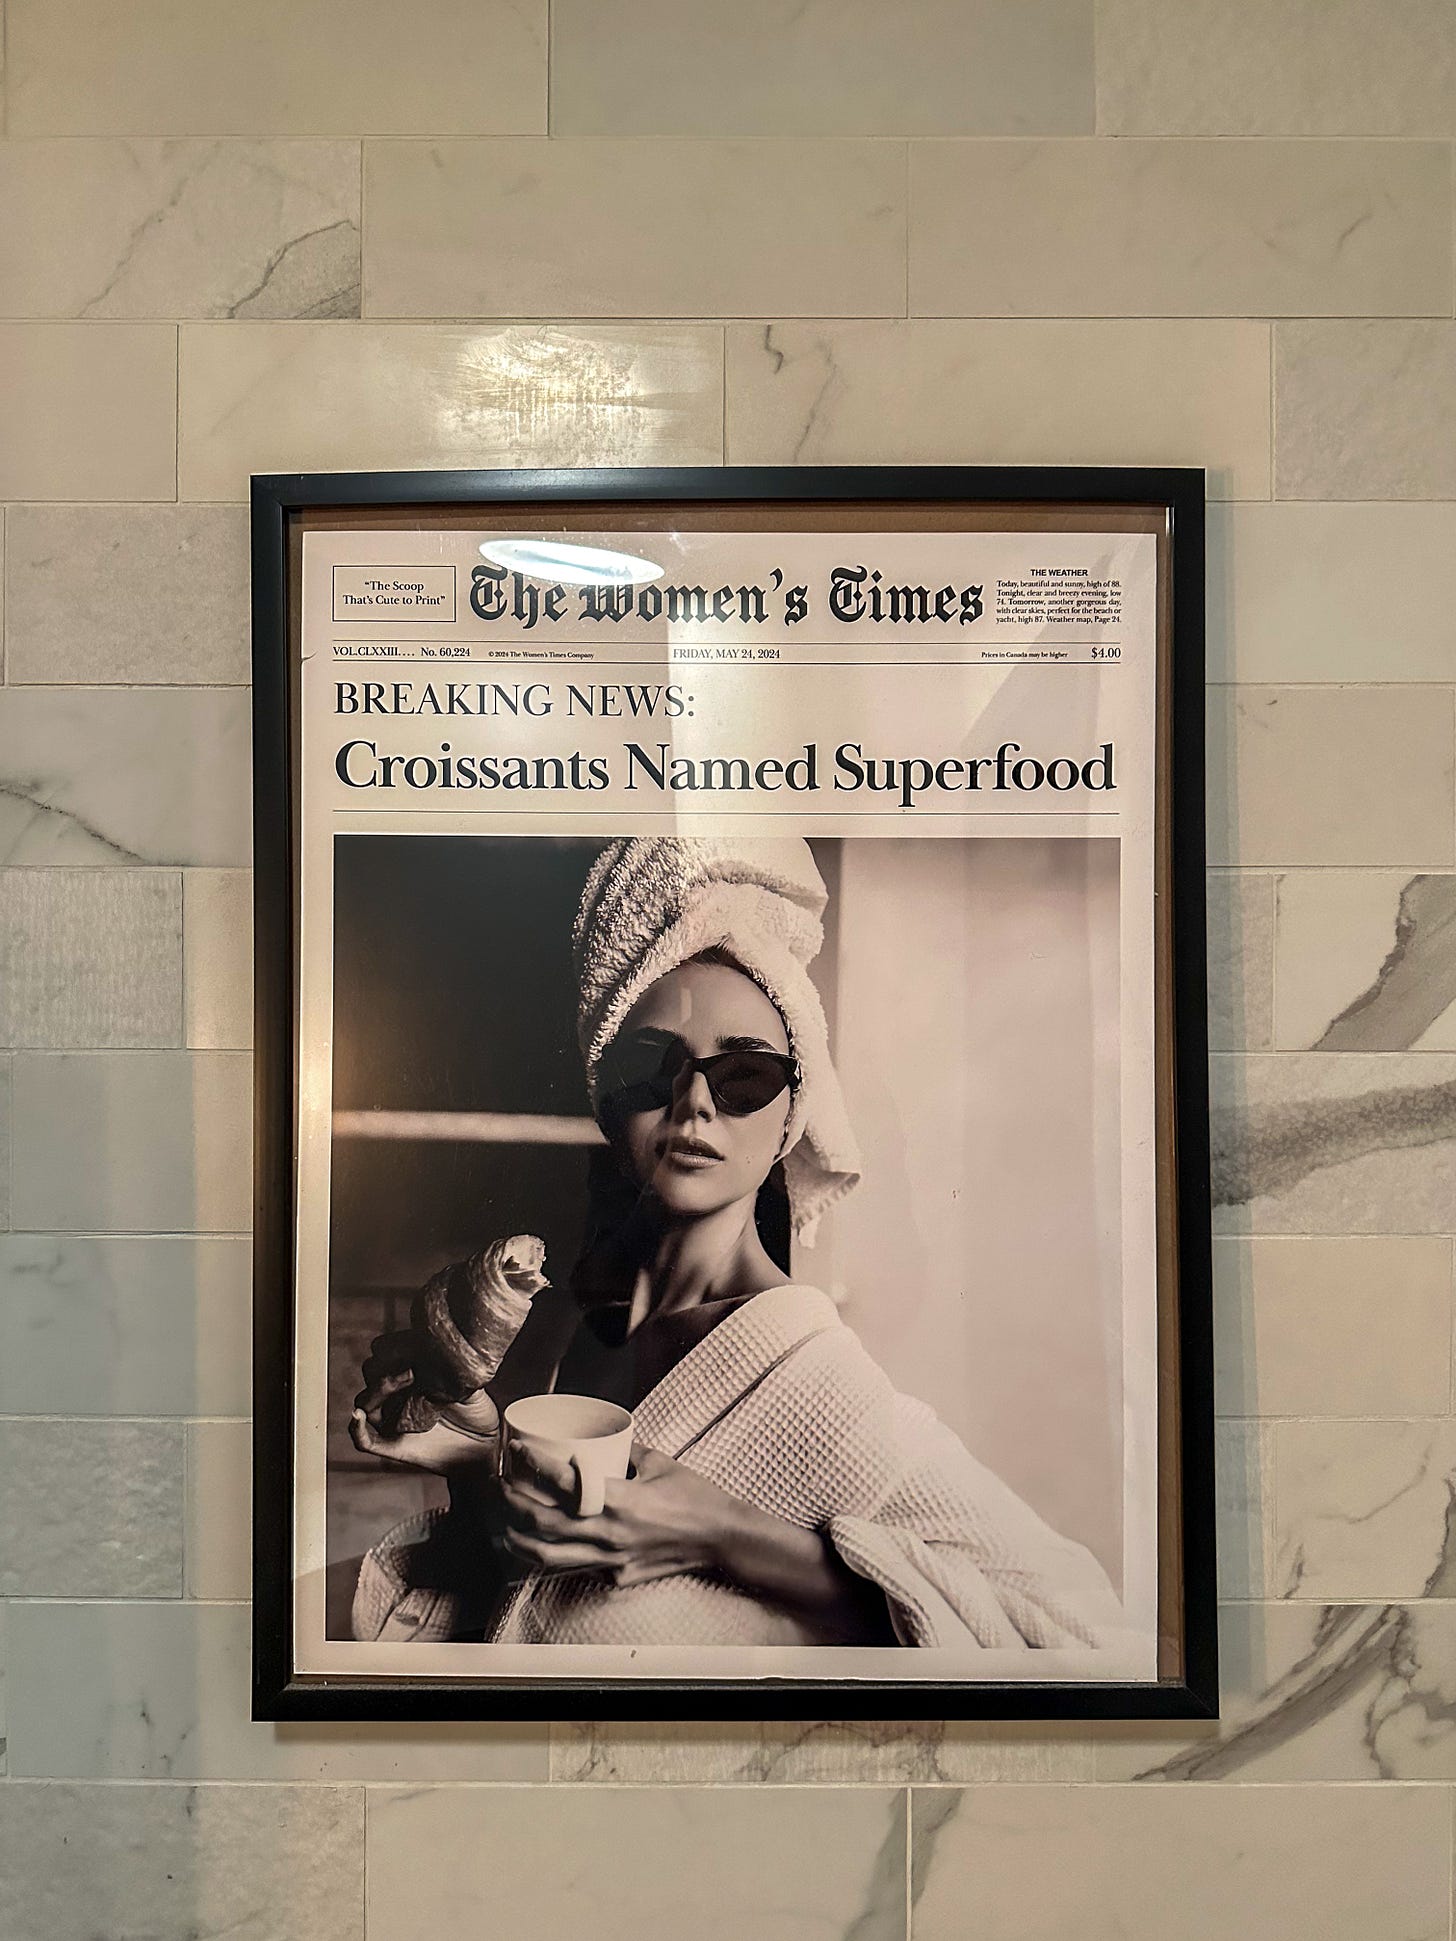 "The Scoop
That's Cute to Print"
The Women's Times
THE WEATHER
Today, beautiful and sunny, high of 88.
Tonight, clear and breezy evening, low
74. Tomorrow, another gorgeous day,
with clear skies, perfect for the beach or
yacht, high 87. Weather map, Page 24.
VOL.CLXXIII.... No. 60,224
© 2024 The Women's Times Company
FRIDAY, MAY 24, 2024
Prices in Canada may be higher
$4.00
BREAKING NEWS:
Croissants Named Superfood